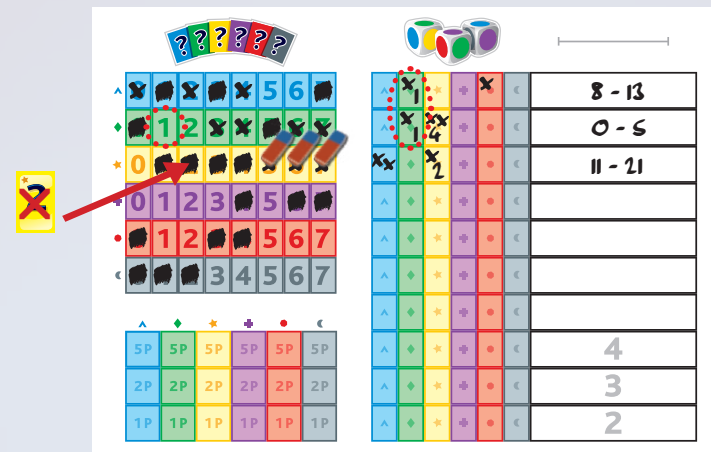 ? ? ? ? ? ?
5 6
1 2
0
0 1 2 3 5
1 2 5 6 7
3 4 5 6 7
2
5P 5P 5P 5P 5P 5P
2P 2P 2P 2P 2P 2P
1P 1P 1P 1P 1P 1P
1 8 - 13
1 4 0 - 5
2 11 - 21
4
3
2